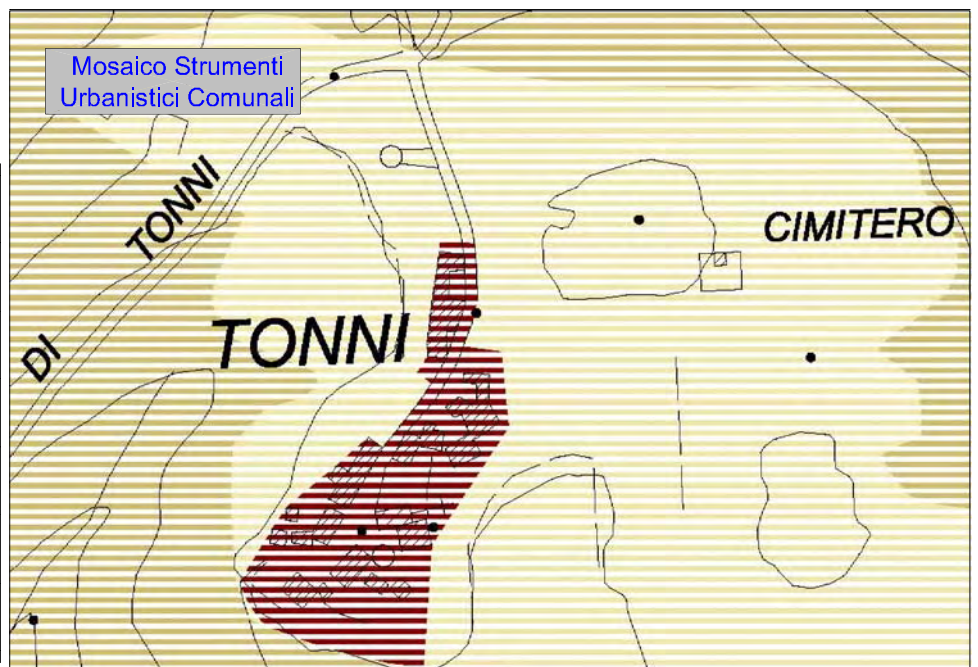 Mosaico Strumenti
Urbanistici Comunali
DI TONNI
CIMITERO
TONNI